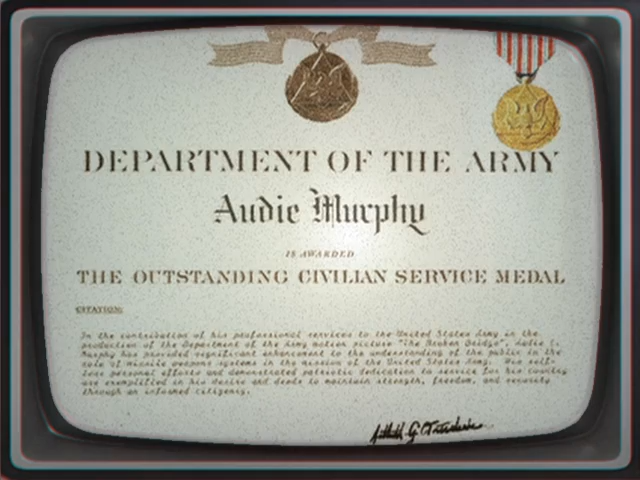 DEPARTMENT OF THE ARMY
Audie Murphy
IS AWARDED
THE OUTSTANDING CIVILIAN SERVICE MEDAL
CITATION:
In the contribution of his professional services to the United States Army in the
production of the Department of the Army motion picture "The Broken Bridge", Audie L.
Murphy has provided significant enhancement to the understanding of the public in the
role of missile weapons systems in the mission of the United States Army. His self-
less personal efforts and demonstrated patriotic dedication to service for his country
are exemplified in his desire and deeds to maintain strength, freedom, and security
through an informed citizenry.